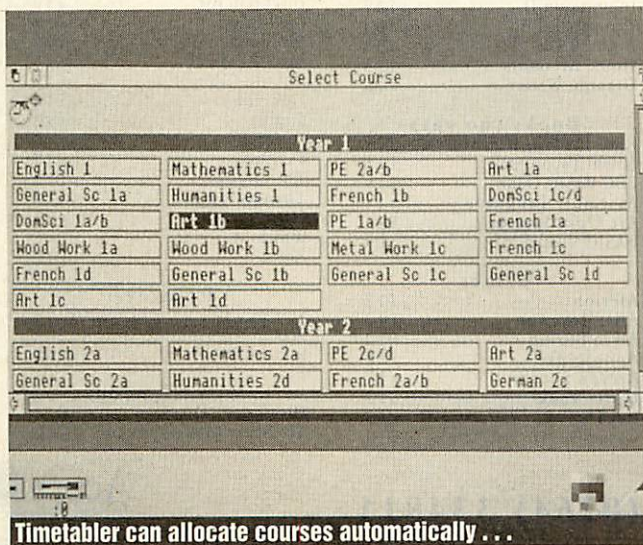 Select Course
Year 1
English 1 Mathematics 1 PE 2a/b Art 1a
General Sc 1a Humanities 1 French 1b DomSci 1c/d
DomSci 1a/b Art 1b PE 1a/b French 1a
Wood Work 1a Wood Work 1b Metal Work 1c French 1c
French 1d General Sc 1b General Sc 1c General Sc 1d
Art 1c Art 1d
Year 2
English 2a Mathematics 2a PE 2c/d Art 2a
General Sc 2a Humanities 2d French 2a/b German 2c
:0
Timetabler can allocate courses automatically . . .